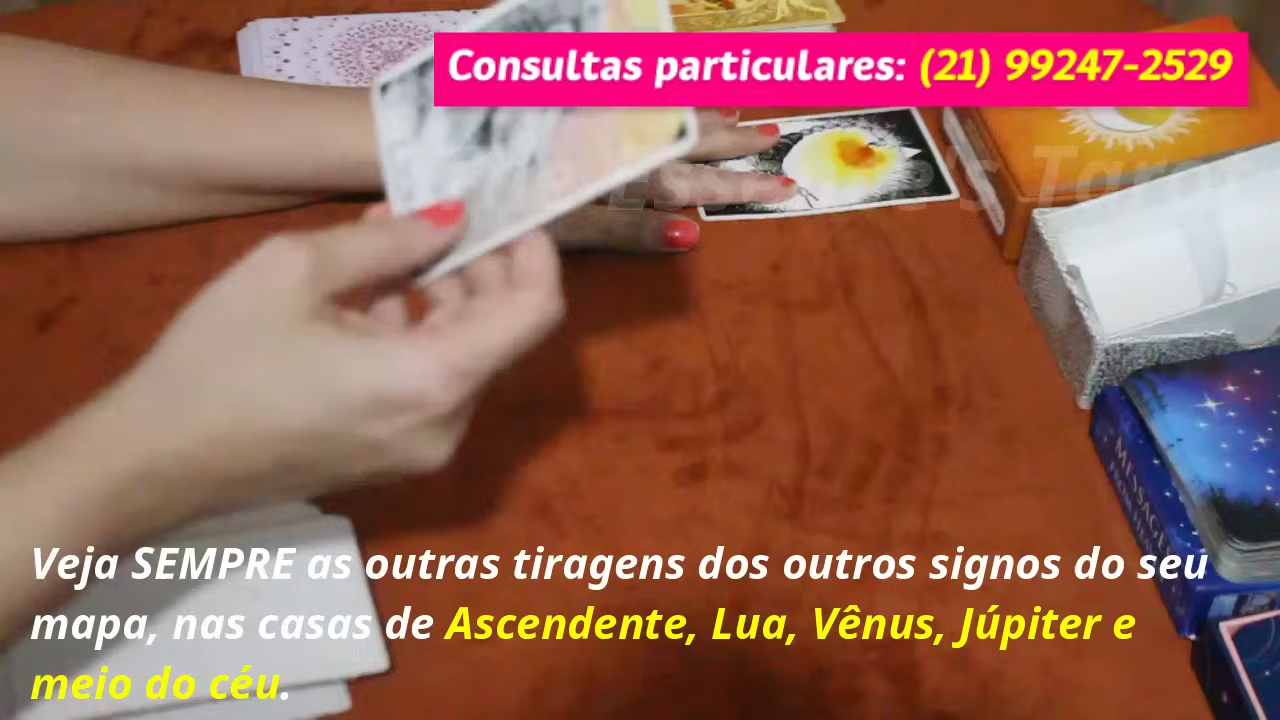 Consultas particulares: (21) 99247-2529
Veja SEMPRE as outras tiragens dos outros signos do seu
mapa, nas casas de Ascendente, Lua, Vênus, Júpiter e
meio do céu.